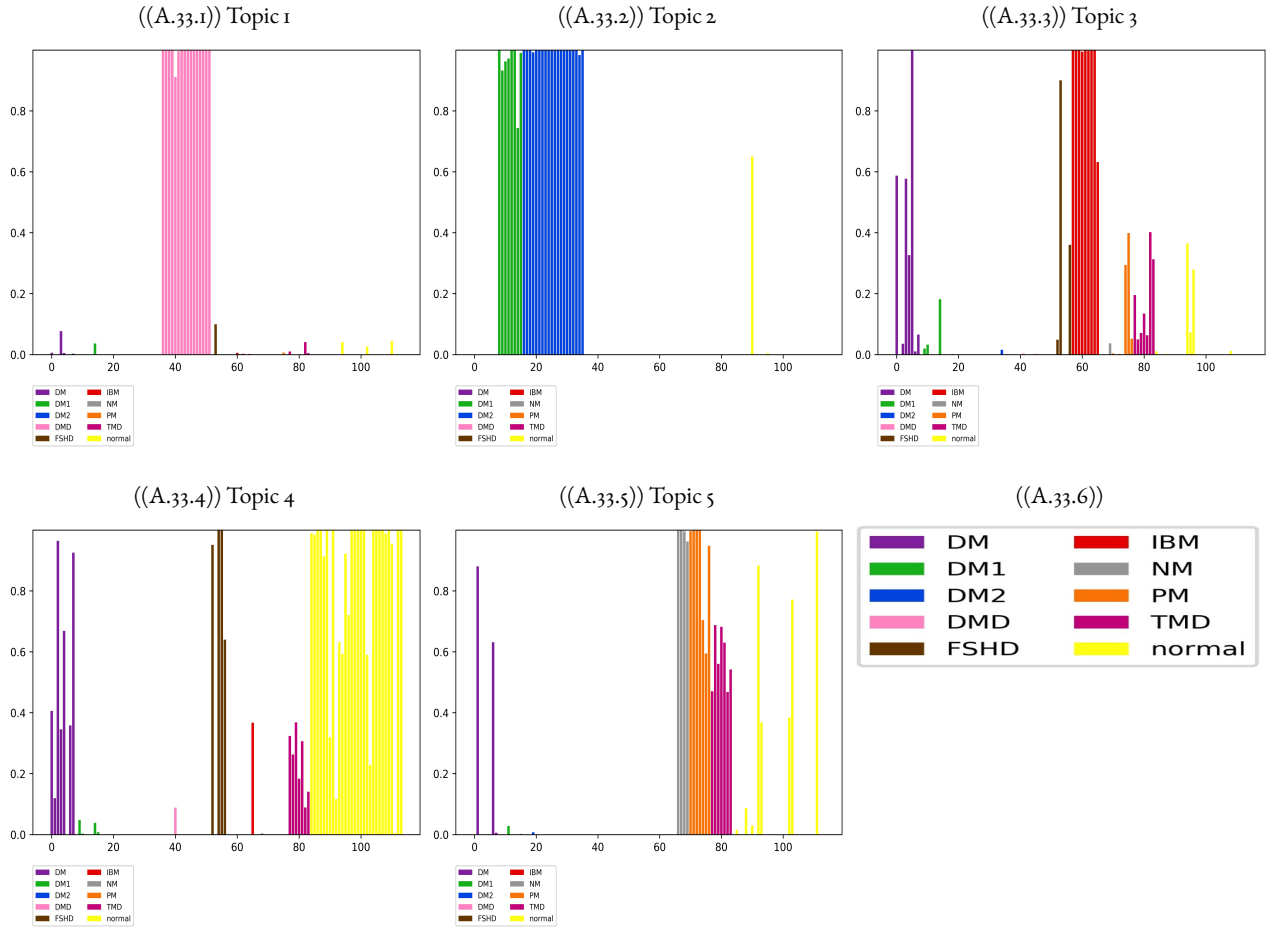 ((A.33.1)) Topic 1
((A.33.2)) Topic 2
((A.33.3)) Topic 3
0.8
0.6
0.4
0.2
0.0
0 20 40 60 80 100
DM IBM
DM1 NM
DM2 PM
DMD TMD
FSHD normal
0.8
0.6
0.4
0.2
0.0
0 20 40 60 80 100
DM IBM
DM1 NM
DM2 PM
DMD TMD
FSHD normal
0.8
0.6
0.4
0.2
0.0
0 20 40 60 80 100
DM IBM
DM1 NM
DM2 PM
DMD TMD
FSHD normal
((A.33.4)) Topic 4
((A.33.5)) Topic 5
((A.33.6))
0.8
0.6
0.4
0.2
0.0
0 20 40 60 80 100
DM IBM
DM1 NM
DM2 PM
DMD TMD
FSHD normal
0.8
0.6
0.4
0.2
0.0
0 20 40 60 80 100
DM IBM
DM1 NM
DM2 PM
DMD TMD
FSHD normal
DM IBM
DM1 NM
DM2 PM
DMD TMD
FSHD normal